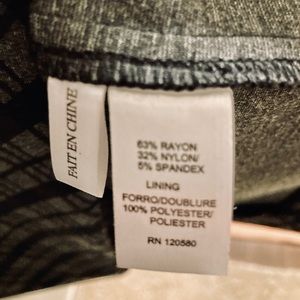 FAIT EN CHINE
63% RAYON
32% NYLON/
5% SPANDEX
LINING
FORRO/DOUBLURE
100% POLYESTER/
POLIESTER
RN 120580